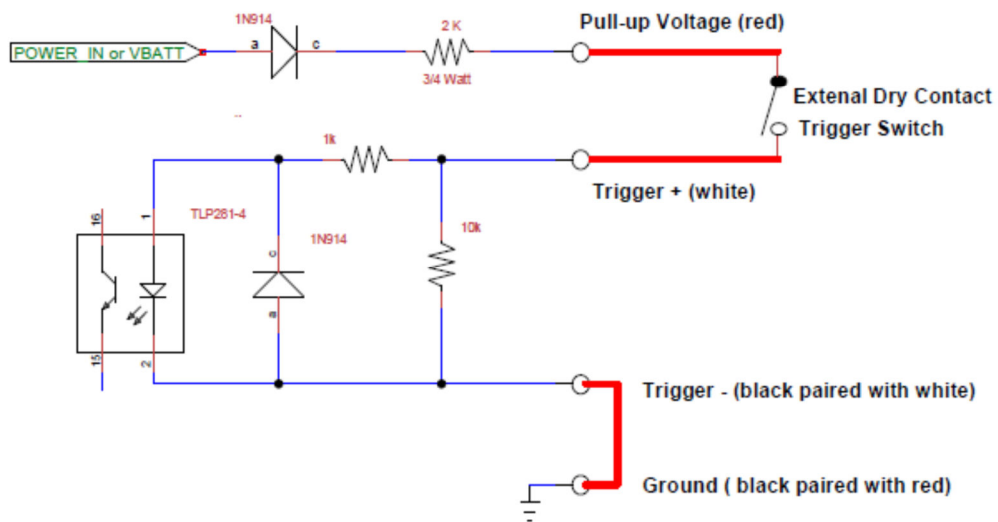 1N914
Pull-up Voltage (red)
2 K
POWER_IN or VBATT
a
c
3/4 Watt
Extenal Dry Contact
Trigger Switch
1k
Trigger + (white)
TLP281-4
16
1
1N914
10k
c
a
15
2
Trigger - (black paired with white)
Ground ( black paired with red)